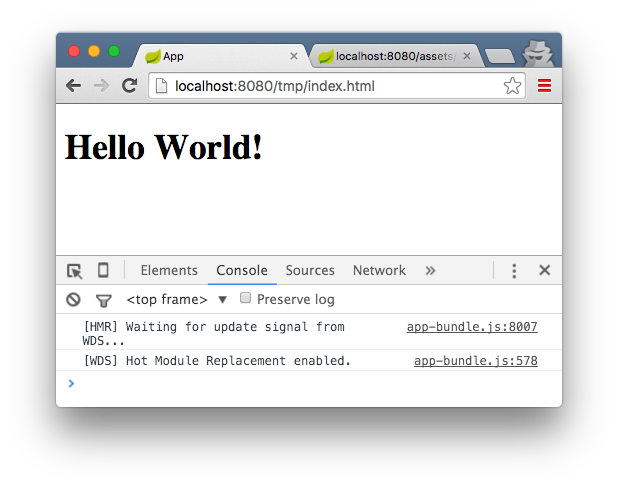 App
localhost:8080/assets/
localhost:8080/tmp/index.html
Hello World!
Elements Console Sources Network
<top frame> Preserve log
[HMR] Waiting for update signal from app-bundle.js:8007
WDS...
[WDS] Hot Module Replacement enabled. app-bundle.js:578